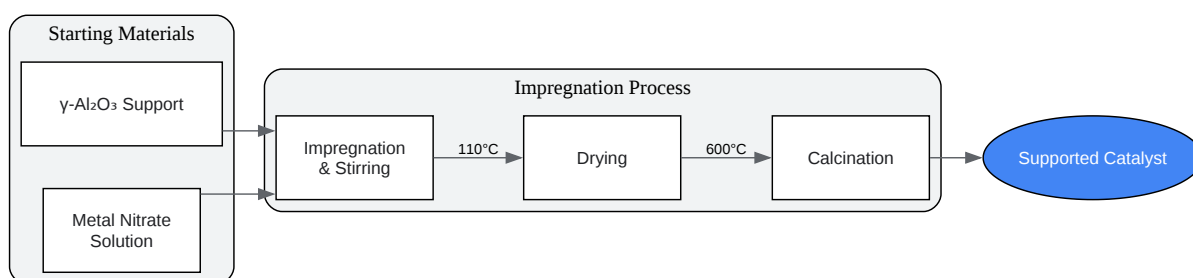 Starting Materials
γ-Al₂O₃ Support
Metal Nitrate
Solution
Impregnation Process
Impregnation
& Stirring
110°C
Drying
600°C
Calcination
Supported Catalyst